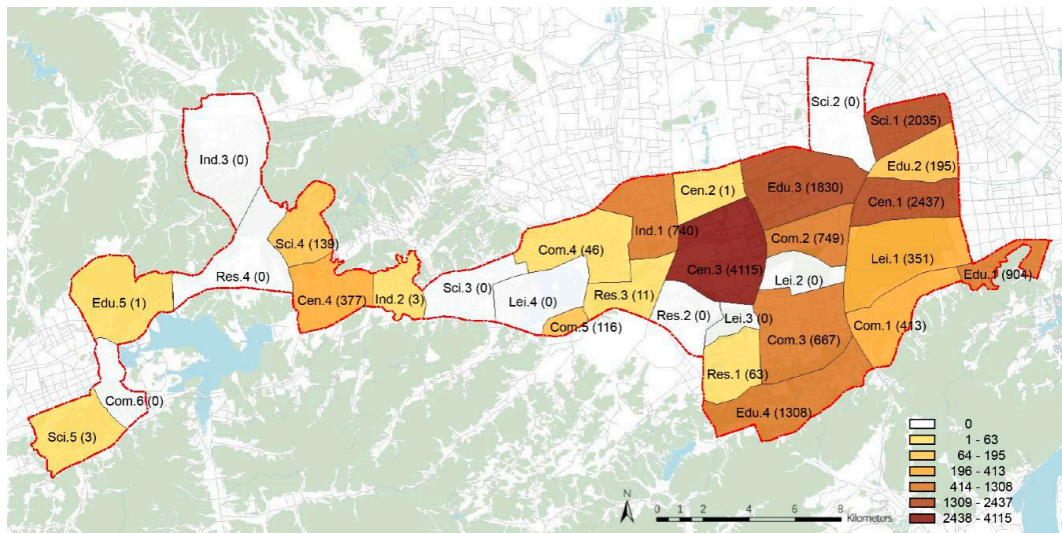 Sci.2 (0)
Sci.1 (2035)
Ind.3 (0)
Edu.2 (195)
Cen.2 (1)
Edu.3 (1830)
Cen.1 (2437)
Ind.1 (740)
Com.2 (749)
Sci.4 (139)
Com.4 (46)
Lei.1 (351)
Cen.3 (4115)
Res.4 (0)
Lei.2 (0)
Edu.1 (904)
Sci.3 (0)
Res.3 (11)
Edu.5 (1)
Cen.4 (377)
Ind.2 (3)
Lei.4 (0)
Res.2 (0)
Lei.3 (0)
Com.1 (413)
Com.5 (116)
Com.3 (667)
Res.1 (63)
Com.6 (0)
Edu.4 (1308)
Sci.5 (3)
0
1 - 63
64 - 195
196 - 413
414 - 1308
1309 - 2437
2438 - 4115
N
0 1 2 4 6 8
Kilometers